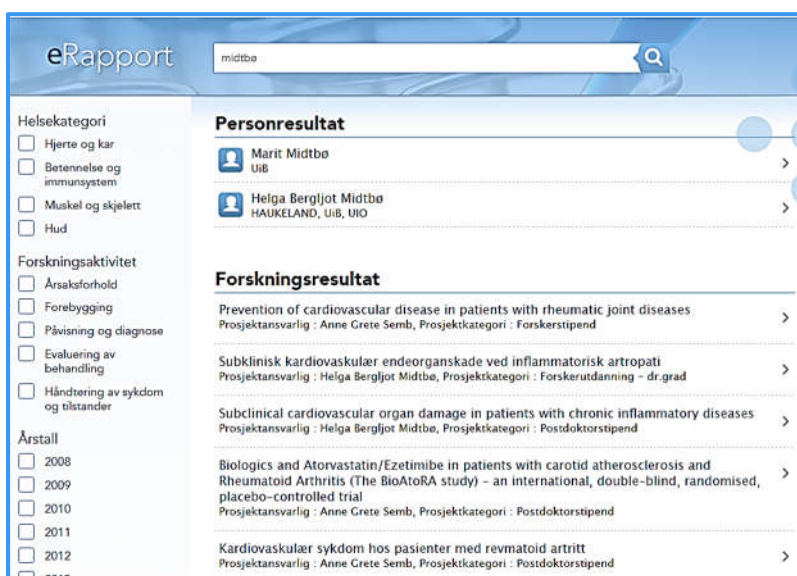 eRapport
midtbø
Helsekategori
Hjerte og kar
Betennelse og
immunsystem
Muskel og skjelett
Hud
Forskningsaktivitet
Årsaksforhold
Forebygging
Påvisning og diagnose
Evaluering av
behandling
Håndtering av sykdom
og tilstander
Årstall
2008
2009
2010
2011
2012
Personresultat
Marit Midtbø
UiB
Helga Bergljot Midtbø
HAUKELAND, UiB, UIO
Forskningsresultat
Prevention of cardiovascular disease in patients with rheumatic joint diseases
Prosjektansvarlig : Anne Grete Semb, Prosjektkategori : Forskerstipend
Subklinisk kardiovaskulær endeorganskade ved inflammatorisk artropati
Prosjektansvarlig : Helga Bergljot Midtbø, Prosjektkategori : Forskerutdanning - dr.grad
Subclinical cardiovascular organ damage in patients with chronic inflammatory diseases
Prosjektansvarlig : Helga Bergljot Midtbø, Prosjektkategori : Postdoktorstipend
Biologics and Atorvastatin/Ezetimibe in patients with carotid atherosclerosis and
Rheumatoid Arthritis (The BioAtoRA study) – an international, double-blind, randomised,
placebo-controlled trial
Prosjektansvarlig : Anne Grete Semb, Prosjektkategori : Postdoktorstipend
Kardiovaskulær sykdom hos pasienter med revmatoid artritt
Prosjektansvarlig : Anne Grete Semb, Prosjektkategori : Postdoktorstipend